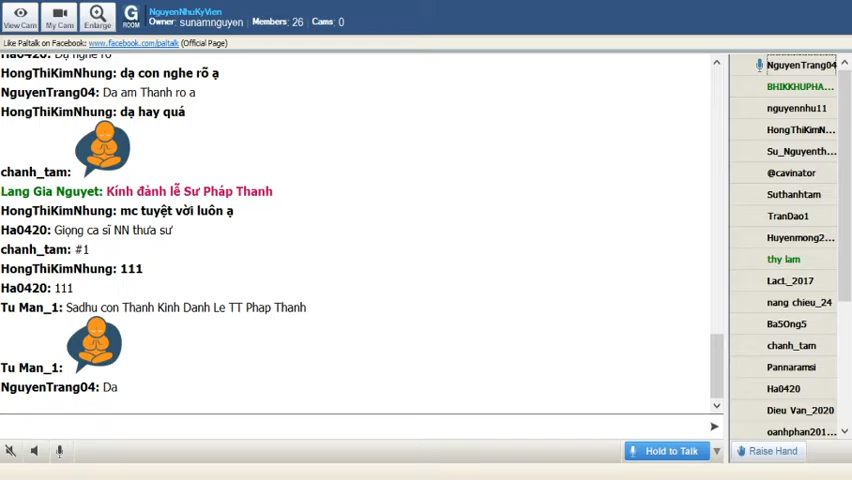 View Cam
My Cam
Enlarge
G
ROOM
NguyenNhuKyVien
Owner: sunamnguyen Members: 26 Cams: 0
Like Paltalk on Facebook: www.facebook.com/paltalk (Official Page)
Ha0420: Dạ nghe rõ
HongThiKimNhung: dạ con nghe rõ ạ
NguyenTrang04: Da am Thanh ro a
HongThiKimNhung: dạ hay quá
chanh_tam:
Lang Gia Nguyet: Kính đảnh lễ Sư Pháp Thanh
HongThiKimNhung: mc tuyệt vời luôn ạ
Ha0420: Giọng ca sĩ NN thưa sư
chanh_tam: #1
HongThiKimNhung: 111
Ha0420: 111
Tu Man_1: Sadhu con Thanh Kinh Danh Le TT Phap Thanh
Tu Man_1:
NguyenTrang04: Da
Hold to Talk
NguyenTrang04
BHIKKHUPHA...
nguyennhu11
HongThiKimN...
Su_Nguyenth...
@cavinator
Suthanhtam
TranDao1
Huyenmong2...
thy lam
LacL_2017
nang chieu_24
Ba5Ong5
chanh_tam
Pannaramsi
Ha0420
Dieu Van_2020
oanhphan201...
Raise Hand